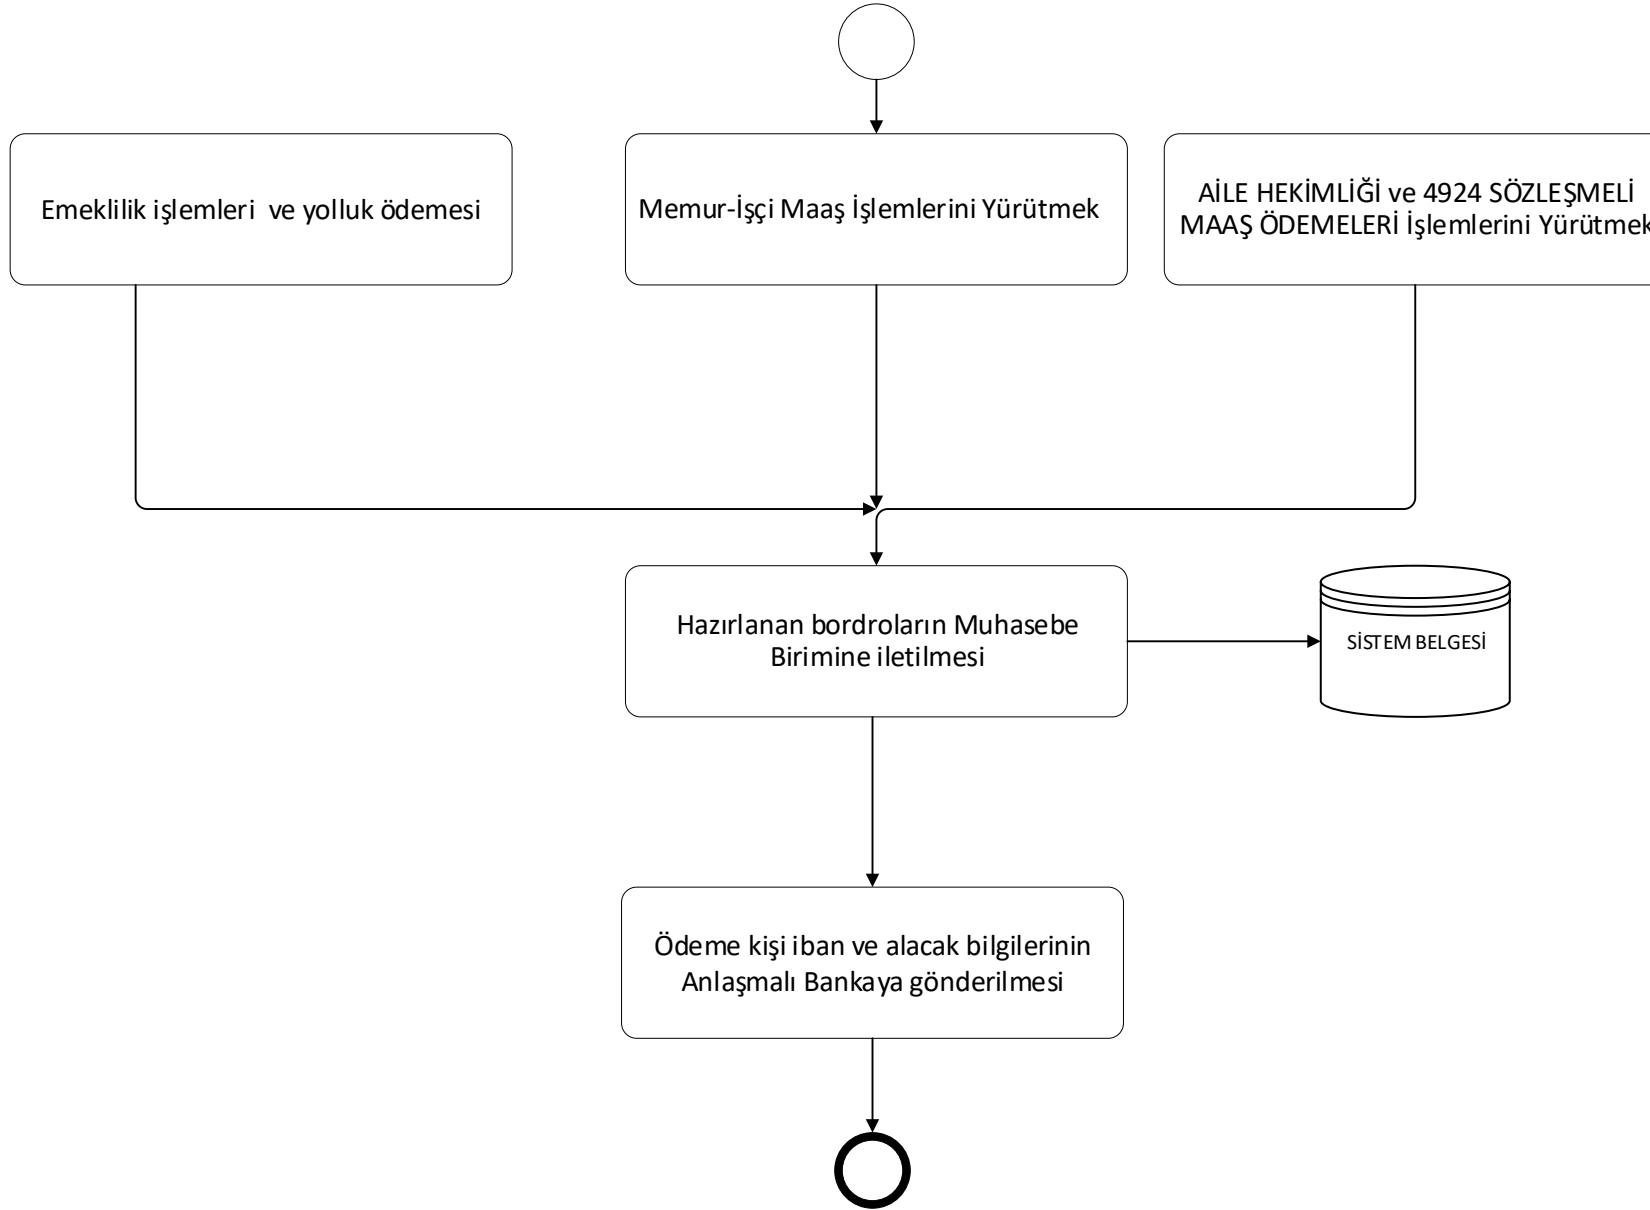 Emeklilik işlemleri ve yolluk ödemesi
Memur-İşçi Maaş İşlemlerini Yürütmek
AİLE HEKİMLİĞİ ve 4924 SÖZLEŞMELİ
MAAŞ ÖDEMELERİ İşlemlerini Yürütmek
Hazırlanan bordroların Muhasebe
Birimine iletilmesi
SİSTEM BELGESİ
Ödeme kişi iban ve alacak bilgilerinin
Anlaşmalı Bankaya gönderilmesi